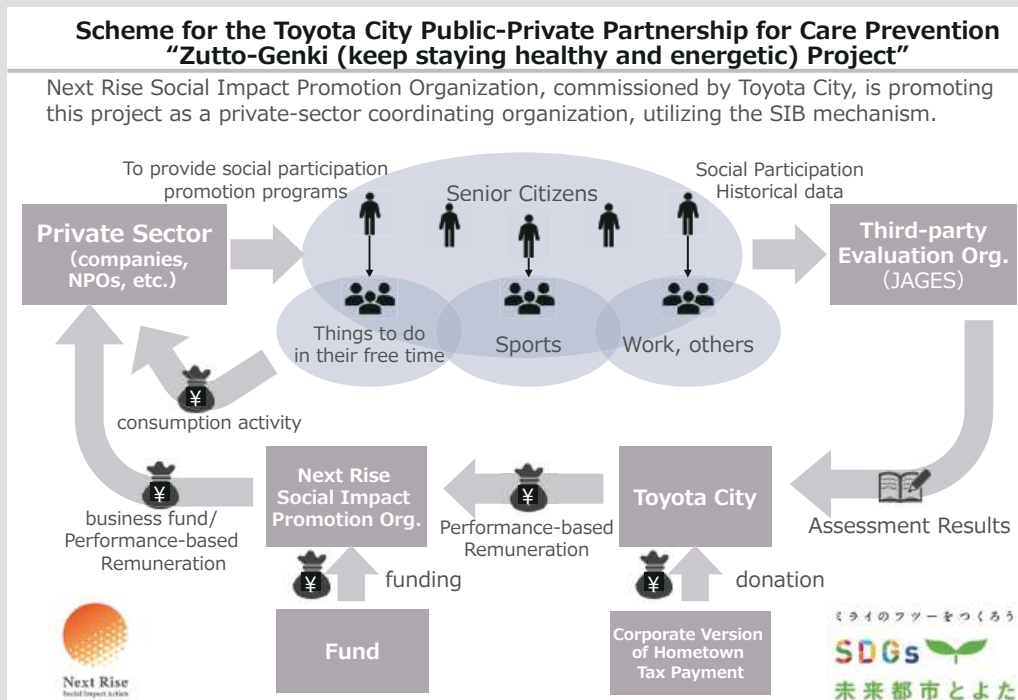 Scheme for the Toyota City Public-Private Partnership for Care Prevention
“Zutto-Genki (keep staying healthy and energetic) Project”
Next Rise Social Impact Promotion Organization, commissioned by Toyota City, is promoting
this project as a private-sector coordinating organization, utilizing the SIB mechanism.
To provide social participation
promotion programs
Senior Citizens
Social Participation
Historical data
Private Sector
(companies,
NPOs, etc.)
Third-party
Evaluation Org.
(JAGES)
Things to do
in their free time
Sports
Work, others
¥
consumption activity
Next Rise
Social Impact
Promotion Org.
Toyota City
¥
business fund/
Performance-based
Remuneration
¥
Performance-based
Remuneration
Assessment Results
¥
funding
¥
donation
Fund
Corporate Version
of Hometown
Tax Payment
Next Rise
Social Impact Action
ミライのフツーをつくろう
SDGs
未来都市とよた